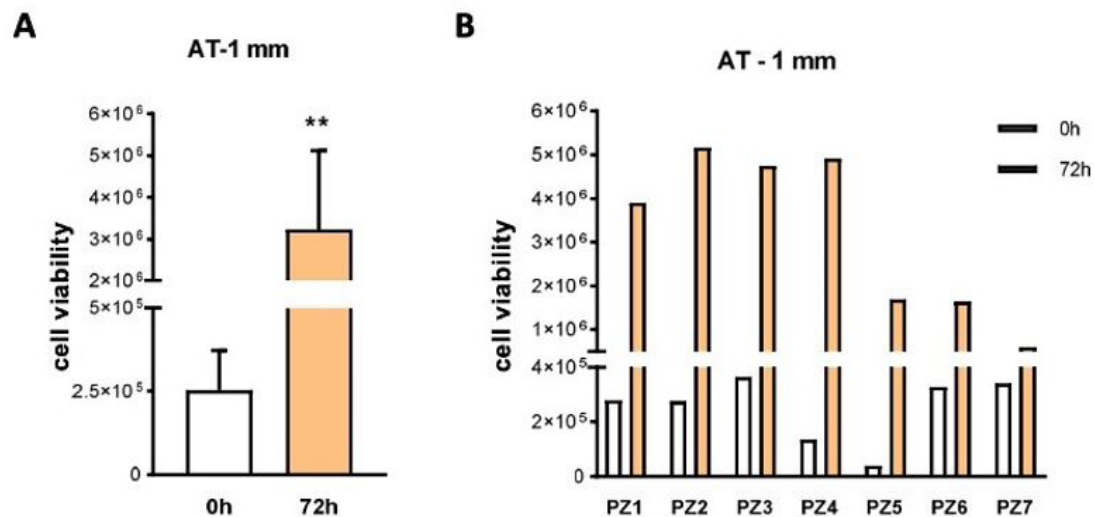 A
AT-1 mm
cell viability
6×10⁶
5×10⁶
4×10⁶
3×10⁶
2×10⁶
5×10⁵
2.5×10⁵
0
**
0h 72h
B
AT - 1 mm
cell viability
6×10⁶
5×10⁶
4×10⁶
3×10⁶
2×10⁶
1×10⁶
4×10⁵
2×10⁵
0
0h
72h
PZ1 PZ2 PZ3 PZ4 PZ5 PZ6 PZ7